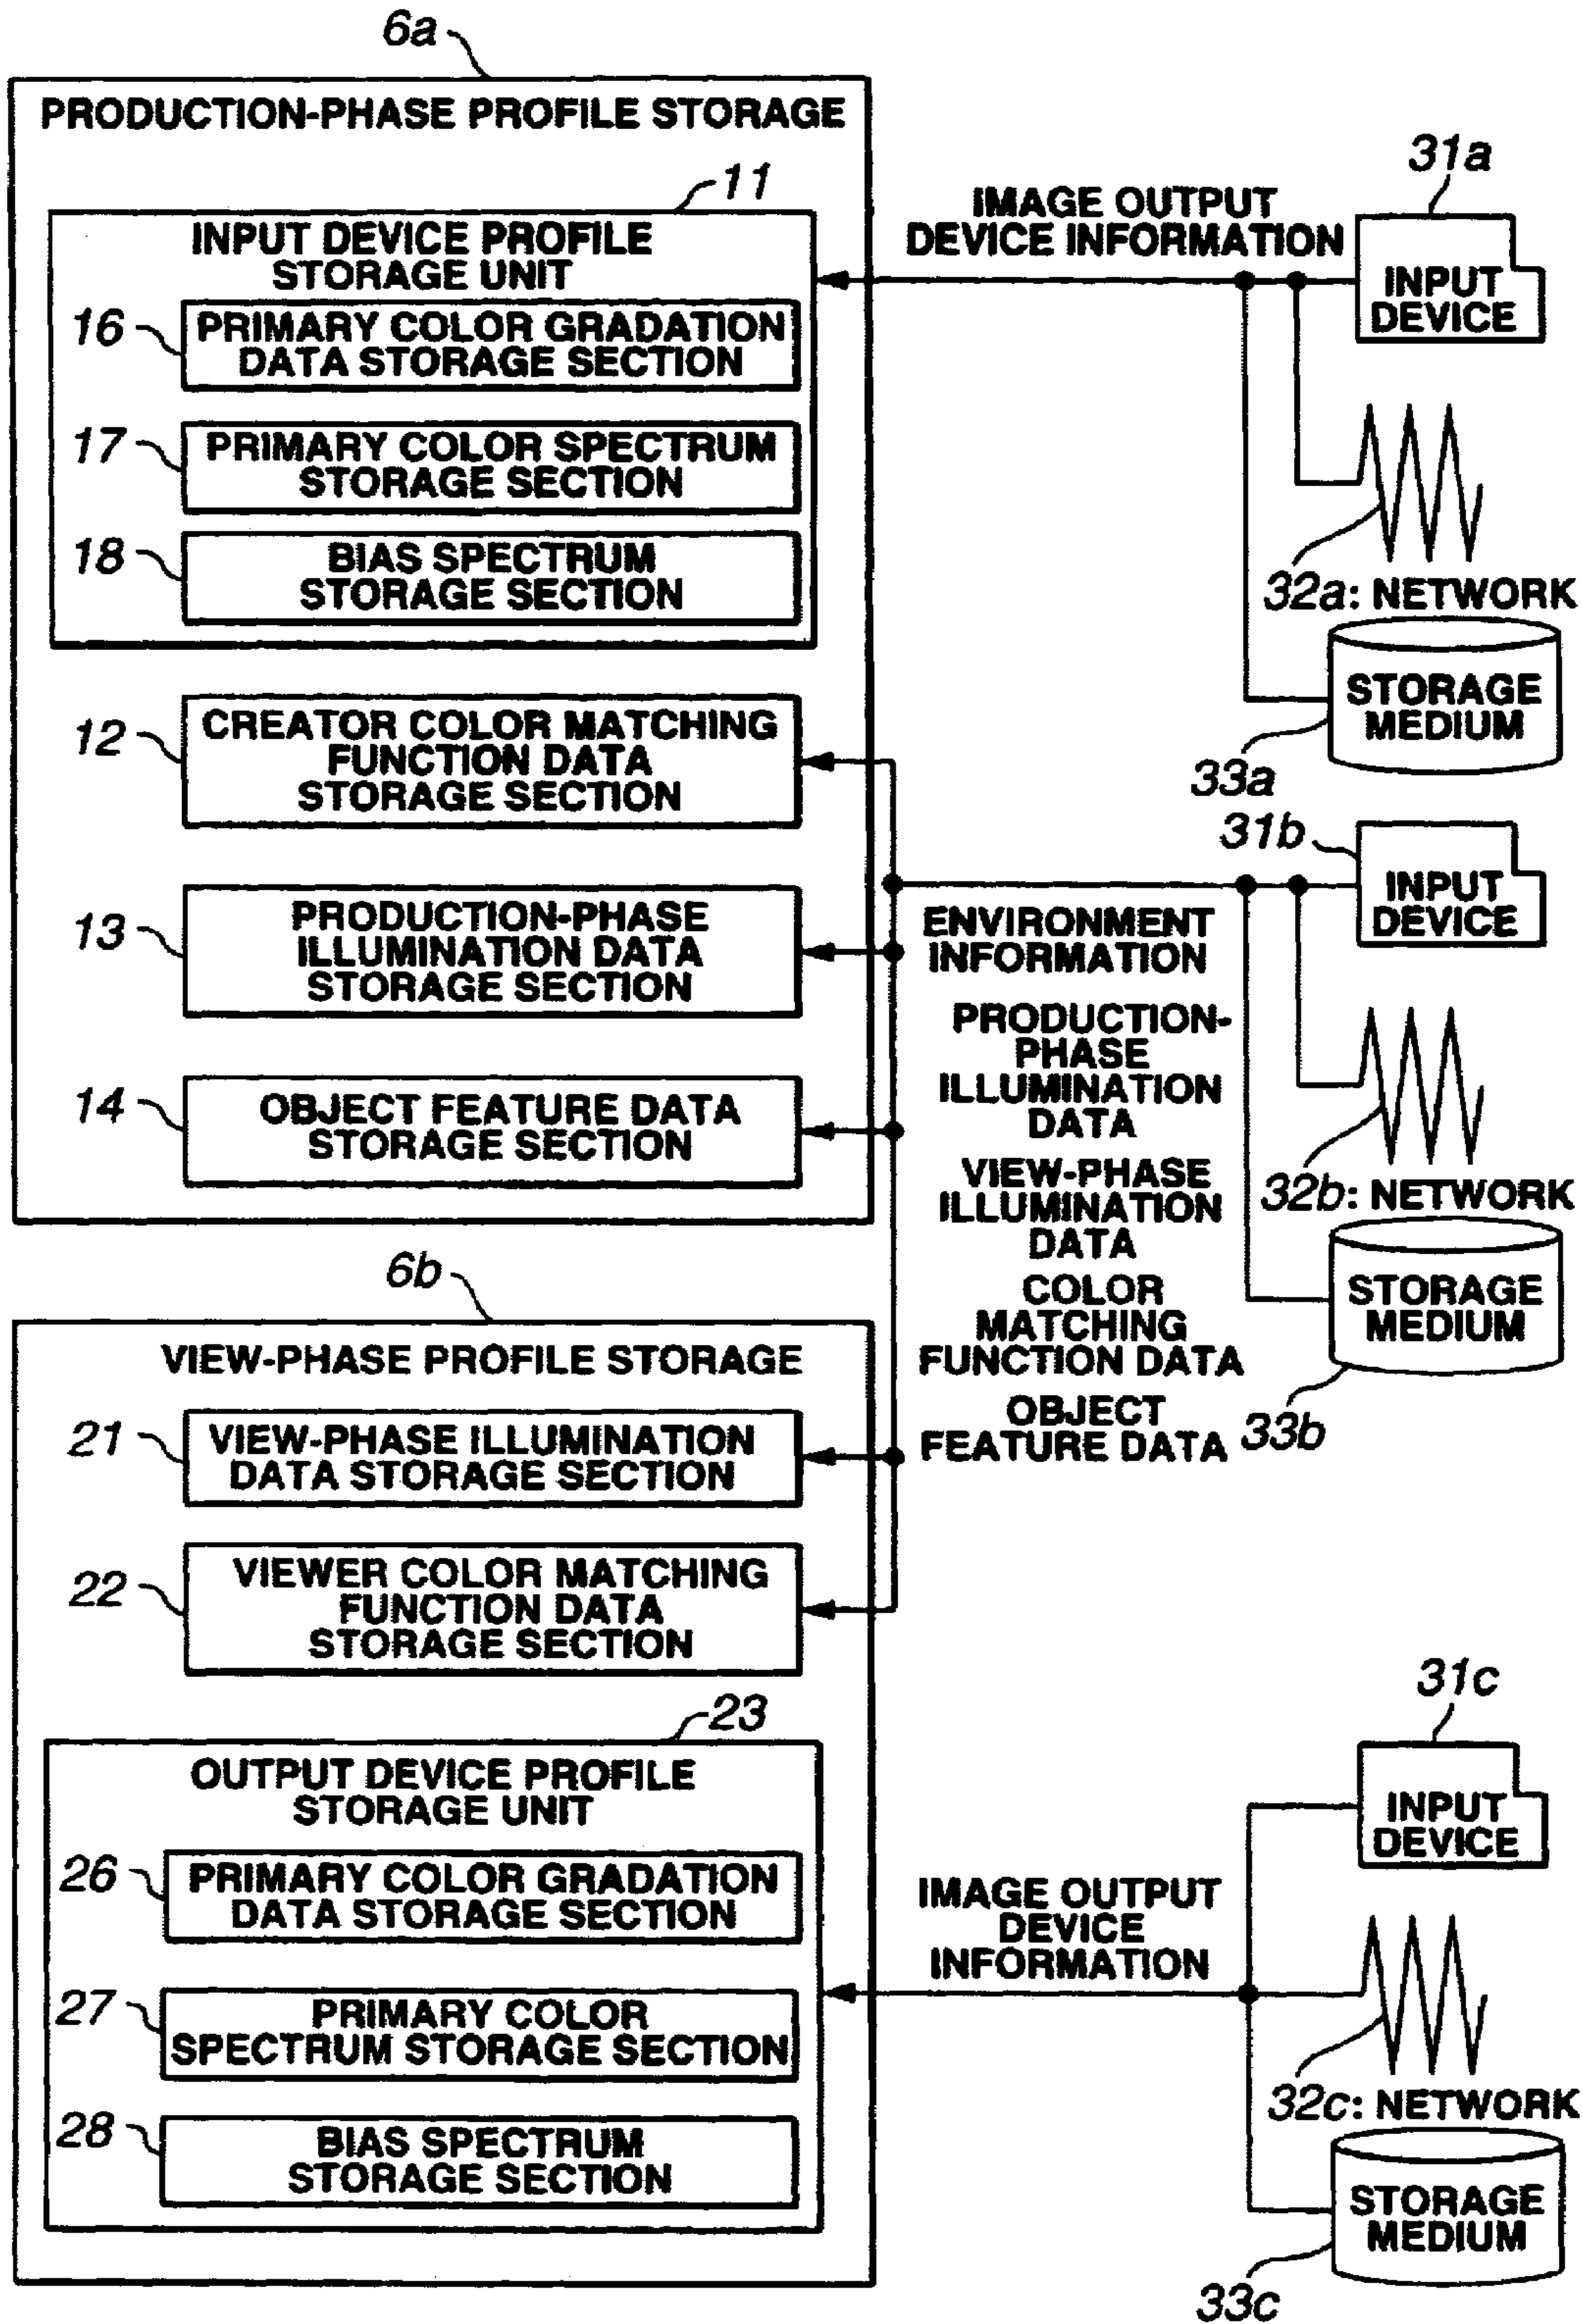 6a
PRODUCTION-PHASE PROFILE STORAGE
11
INPUT DEVICE PROFILE
STORAGE UNIT
16
PRIMARY COLOR GRADATION
DATA STORAGE SECTION
17
PRIMARY COLOR SPECTRUM
STORAGE SECTION
18
BIAS SPECTRUM
STORAGE SECTION
12
CREATOR COLOR MATCHING
FUNCTION DATA
STORAGE SECTION
13
PRODUCTION-PHASE
ILLUMINATION DATA
STORAGE SECTION
14
OBJECT FEATURE DATA
STORAGE SECTION
IMAGE OUTPUT
DEVICE INFORMATION
31a
INPUT
DEVICE
32a: NETWORK
STORAGE
MEDIUM
33a
31b
INPUT
DEVICE
ENVIRONMENT
INFORMATION
PRODUCTION-
PHASE
ILLUMINATION
DATA
VIEW-PHASE
ILLUMINATION
DATA
COLOR
MATCHING
FUNCTION DATA
OBJECT
FEATURE DATA
32b: NETWORK
STORAGE
MEDIUM
33b
6b
VIEW-PHASE PROFILE STORAGE
21
VIEW-PHASE ILLUMINATION
DATA STORAGE SECTION
22
VIEWER COLOR MATCHING
FUNCTION DATA
STORAGE SECTION
23
OUTPUT DEVICE PROFILE
STORAGE UNIT
26
PRIMARY COLOR GRADATION
DATA STORAGE SECTION
27
PRIMARY COLOR
SPECTRUM STORAGE SECTION
28
BIAS SPECTRUM
STORAGE SECTION
IMAGE OUTPUT
DEVICE
INFORMATION
31c
INPUT
DEVICE
32c: NETWORK
STORAGE
MEDIUM
33c